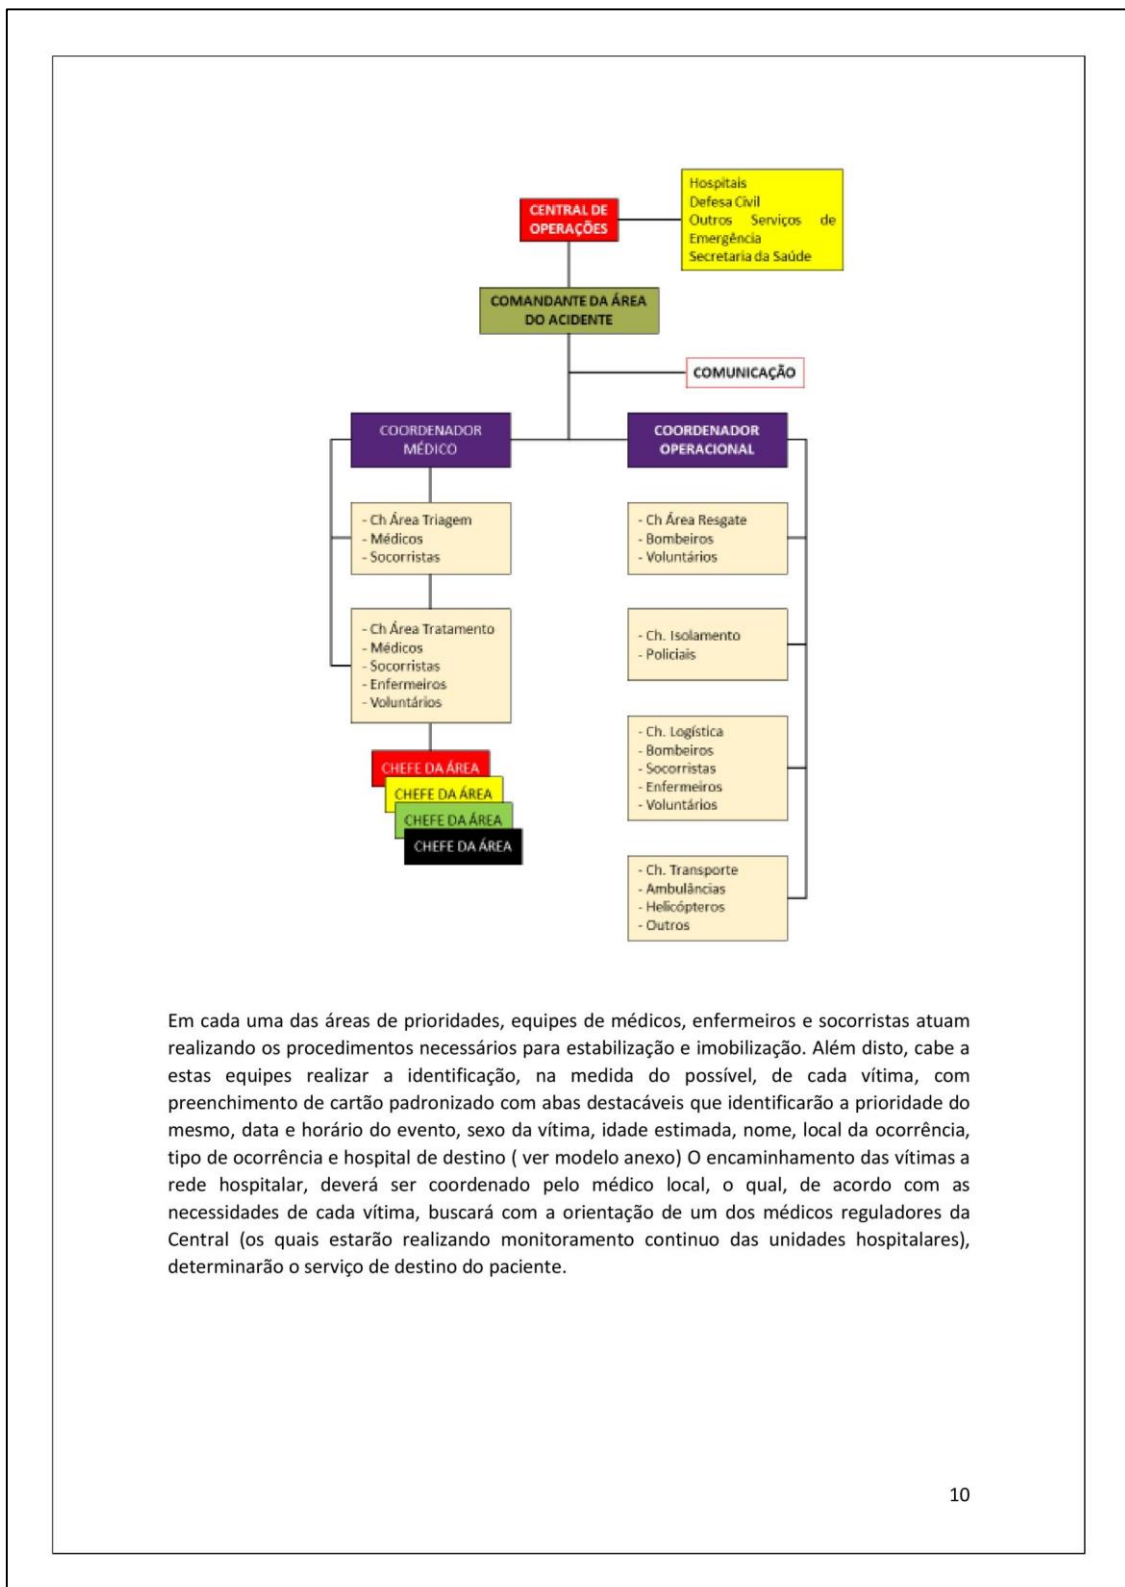 CENTRAL DE
OPERAÇÕES
Hospitais
Defesa Civil
Outros Serviços de
Emergência
Secretaria da Saúde
COMANDANTE DA ÁREA
DO ACIDENTE
COMUNICAÇÃO
COORDENADOR
MÉDICO
COORDENADOR
OPERACIONAL
- Ch Área Triagem
- Médicos
- Socorristas
- Ch Área Resgate
- Bombeiros
- Voluntários
- Ch Área Tratamento
- Médicos
- Socorristas
- Enfermeiros
- Voluntários
- Ch. Isolamento
- Policiais
- Ch. Logística
- Bombeiros
- Socorristas
- Enfermeiros
- Voluntários
CHEFE DA ÁREA
CHEFE DA ÁREA
CHEFE DA ÁREA
CHEFE DA ÁREA
- Ch. Transporte
- Ambulâncias
- Helicópteros
- Outros
Em cada uma das áreas de prioridades, equipes de médicos, enfermeiros e socorristas atuam
realizando os procedimentos necessários para estabilização e imobilização. Além disto, cabe a
estas equipes realizar a identificação, na medida do possível, de cada vítima, com
preenchimento de cartão padronizado com abas destacáveis que identificarão a prioridade do
mesmo, data e horário do evento, sexo da vítima, idade estimada, nome, local da ocorrência,
tipo de ocorrência e hospital de destino ( ver modelo anexo) O encaminhamento das vítimas a
rede hospitalar, deverá ser coordenado pelo médico local, o qual, de acordo com as
necessidades de cada vítima, buscará com a orientação de um dos médicos reguladores da
Central (os quais estarão realizando monitoramento continuo das unidades hospitalares),
determinarão o serviço de destino do paciente.
10